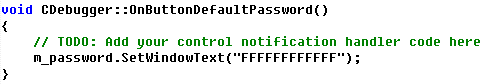 void CDebugger::OnButtonDefaultPassword()
{
// TODO: Add your control notification handler code here
m_password.SetWindowText("FFFFFFFFFFFF");
}